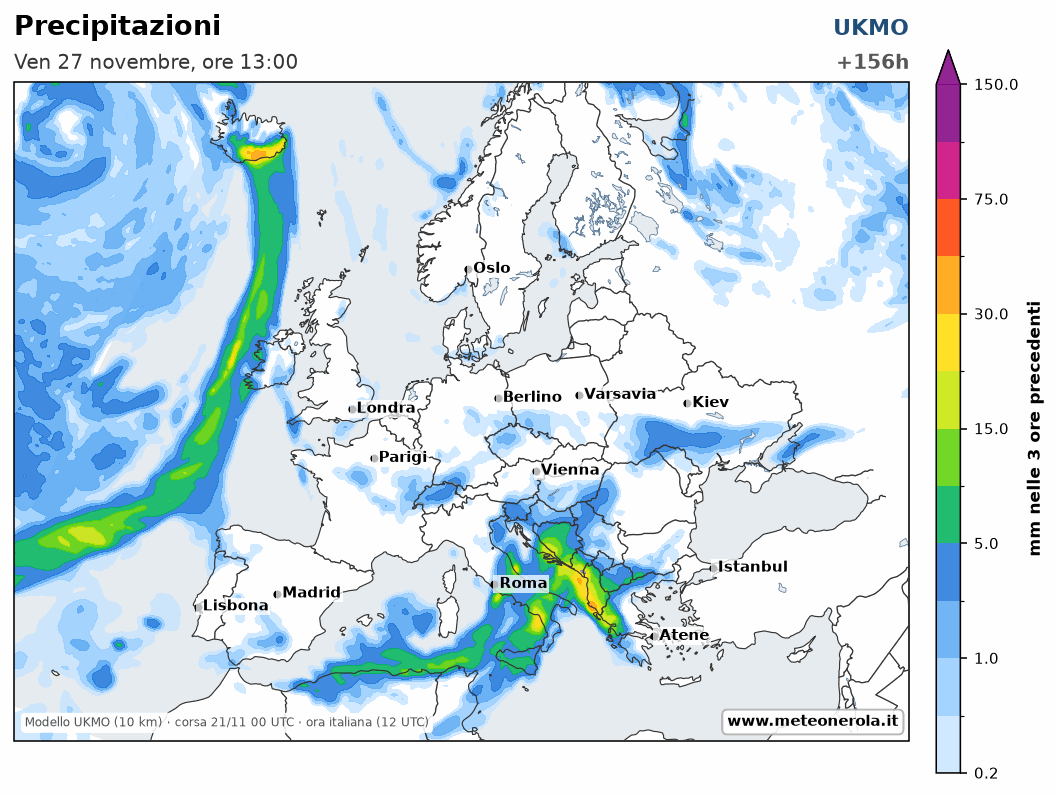 Precipitazioni
UKMO
Ven 27 novembre, ore 13:00
+156h
150.0
75.0
30.0
15.0
5.0
1.0
0.2
mm nelle 3 ore precedenti
Oslo
Berlino
Varsavia
Kiev
Londra
Parigi
Vienna
Istanbul
Roma
Madrid
Lisbona
Atene
Modello UKMO (10 km) · corsa 21/11 00 UTC · ora italiana (12 UTC)
www.meteonerola.it